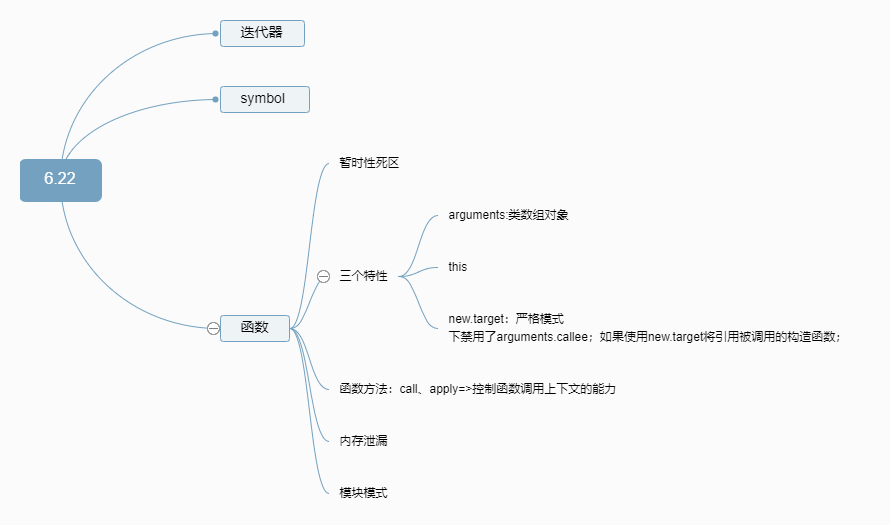 迭代器
symbol
6.22
暂时性死区
arguments:类数组对象
this
三个特性
new.target：严格模式
下禁用了arguments.callee；如果使用new.target将引用被调用的构造函数；
函数
函数方法：call、apply=>控制函数调用上下文的能力
内存泄漏
模块模式